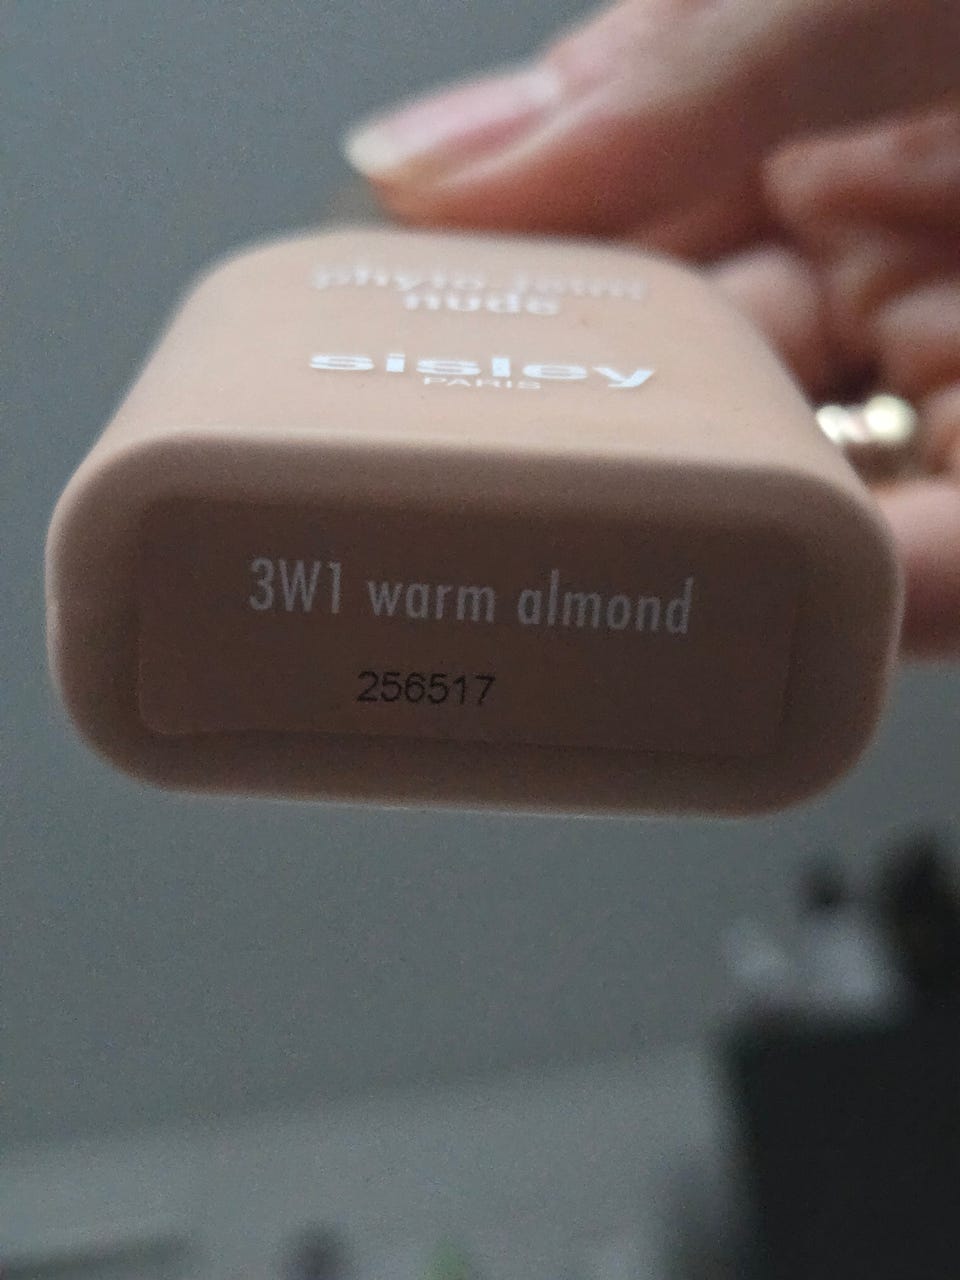 phyto-teint
nude
sisley
PARIS
3W1 warm almond
256517